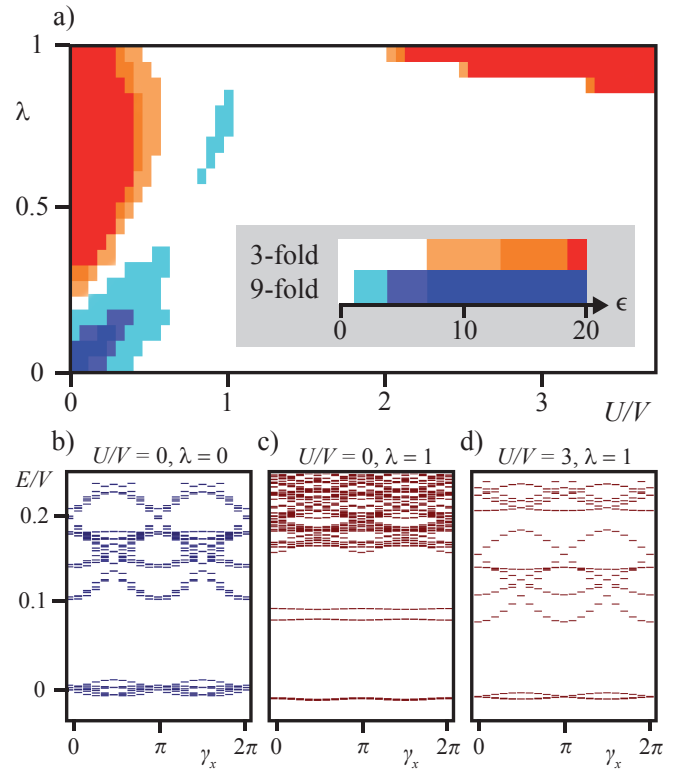 a)
1
λ
0.5
3-fold
9-fold
ϵ
0 10 20
0
0 1 2 3 U/V
b) U/V = 0, λ = 0
c) U/V = 0, λ = 1
d) U/V = 3, λ = 1
E/V
0.2
0.1
0
0 π γx 2π
0 π γx 2π
0 π γx 2π